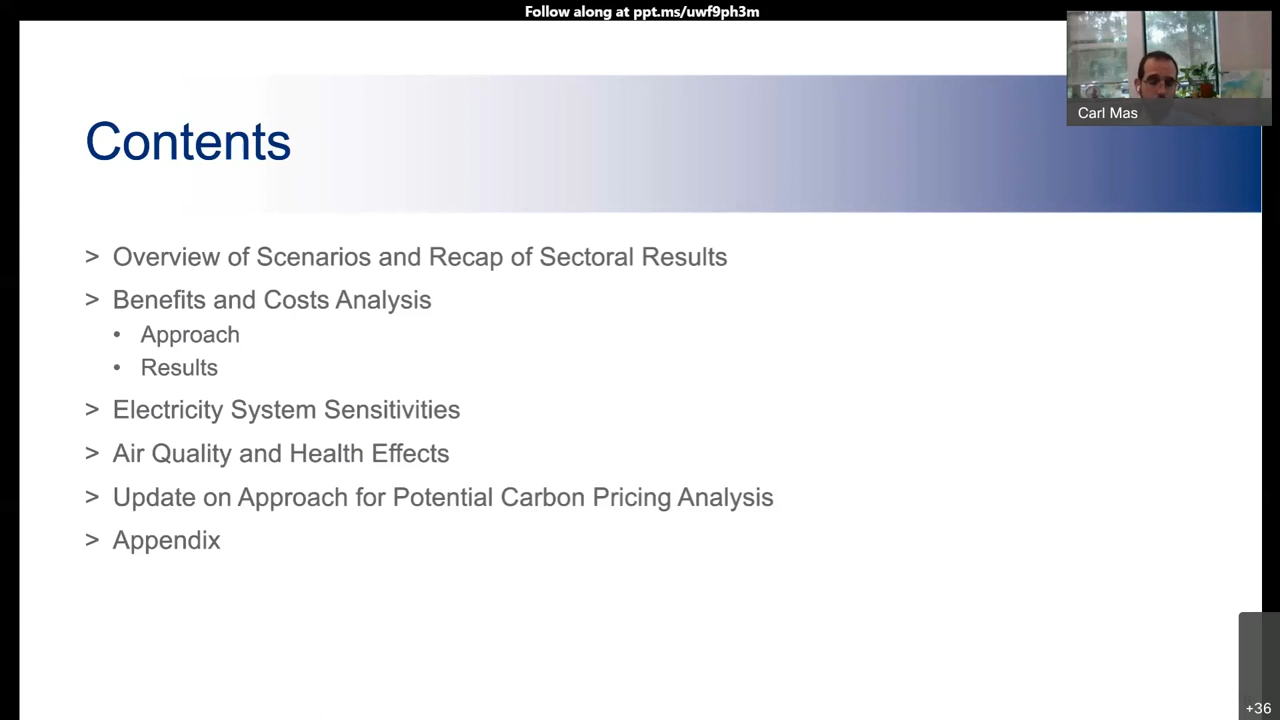 Follow along at ppt.ms/uwf9ph3m
Carl Mas
Contents
> Overview of Scenarios and Recap of Sectoral Results
> Benefits and Costs Analysis
• Approach
• Results
> Electricity System Sensitivities
> Air Quality and Health Effects
> Update on Approach for Potential Carbon Pricing Analysis
> Appendix
+36